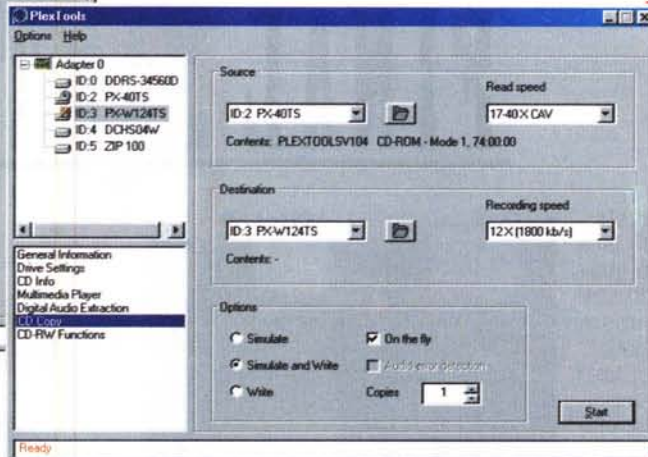 PlexTools
Options Help
Adapter 0
ID:0 DDRS-34560D
ID:2 PX-40TS
ID:3 PX-W124TS
ID:4 DCHS04W
ID:5 ZIP 100
General Information
Drive Settings
CD Info
Multimedia Player
Digital Audio Extraction
CD Copy
CD-RW Functions
Source
Read speed
ID:2 PX-40TS
17-40 X CAV
Contents: PLEXTOOLSV104 CD-ROM - Mode 1, 74:00:00
Destination
Recording speed
ID:3 PX-W124TS
12 X (1800 kb/s)
Contents: -
Options
Simulate
On the fly
Simulate and Write
Audio error detection
Write
Copies 1
Start
Ready